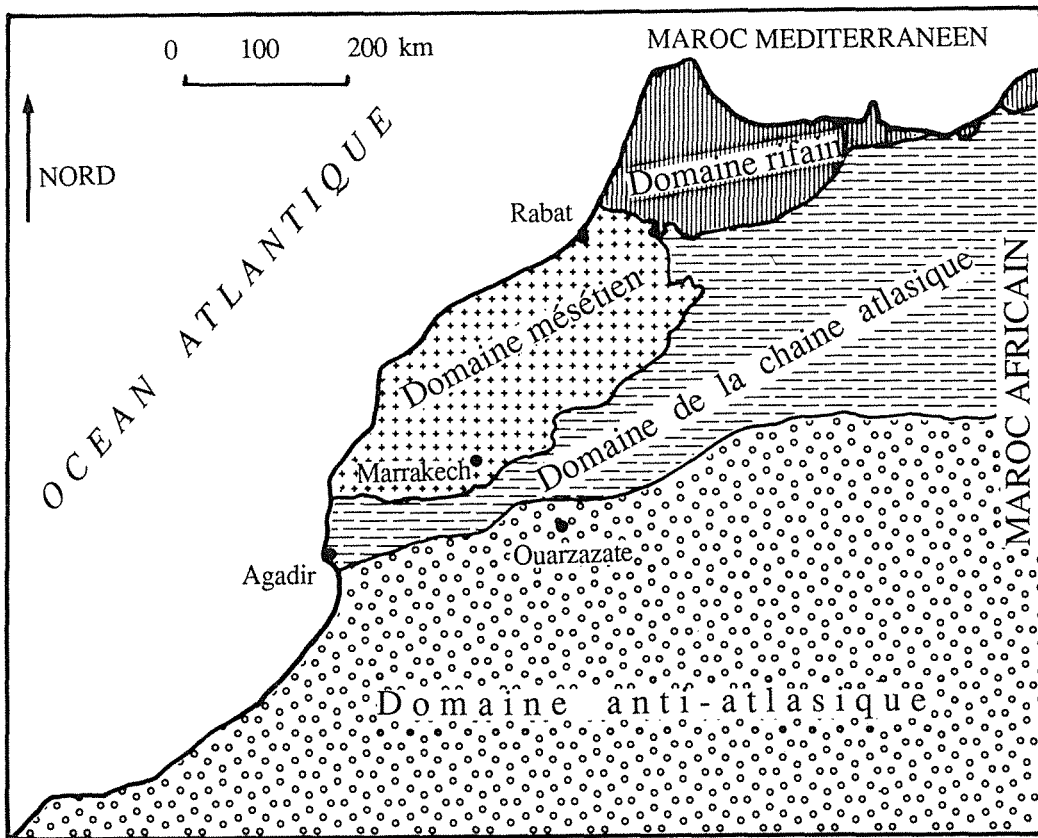 0 100 200 km
MAROC MEDITERRANEEN
NORD
OCEAN ATLANTIQUE
Domaine rifain
Rabat
Domaine mésétien
Domaine de la chaine atlasique
MAROC AFRICAIN
Marrakech
Ouarzazate
Agadir
Domaine anti-atlasique